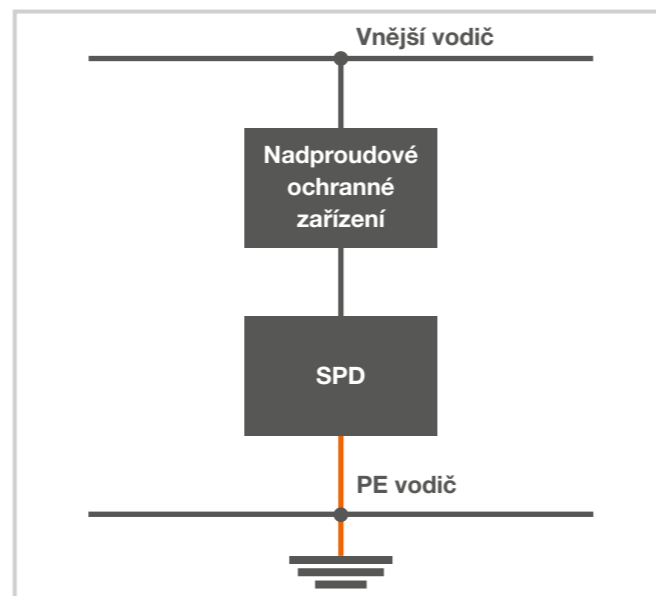 Vnější vodič
Nadproudové
ochranné
zařízení
SPD
PE vodič